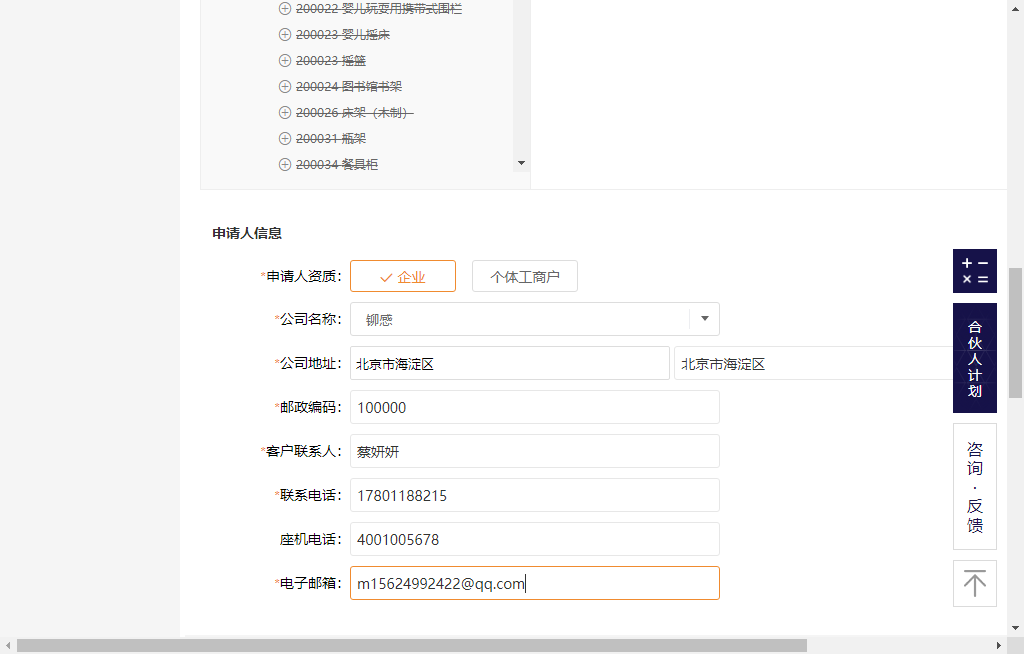 200022 婴儿玩耍用携带式围栏
200023 婴儿摇床
200023 摇篮
200024 图书馆书架
200026 床架（木制）
200031 瓶架
200034 餐具柜
申请人信息
*申请人资质： 企业 个体工商户
*公司名称： 铆感
*公司地址： 北京市海淀区 北京市海淀区
*邮政编码： 100000
*客户联系人： 蔡妍妍
*联系电话： 17801188215
座机电话： 4001005678
*电子邮箱： m15624992422@qq.com
合伙人计划
咨询·反馈